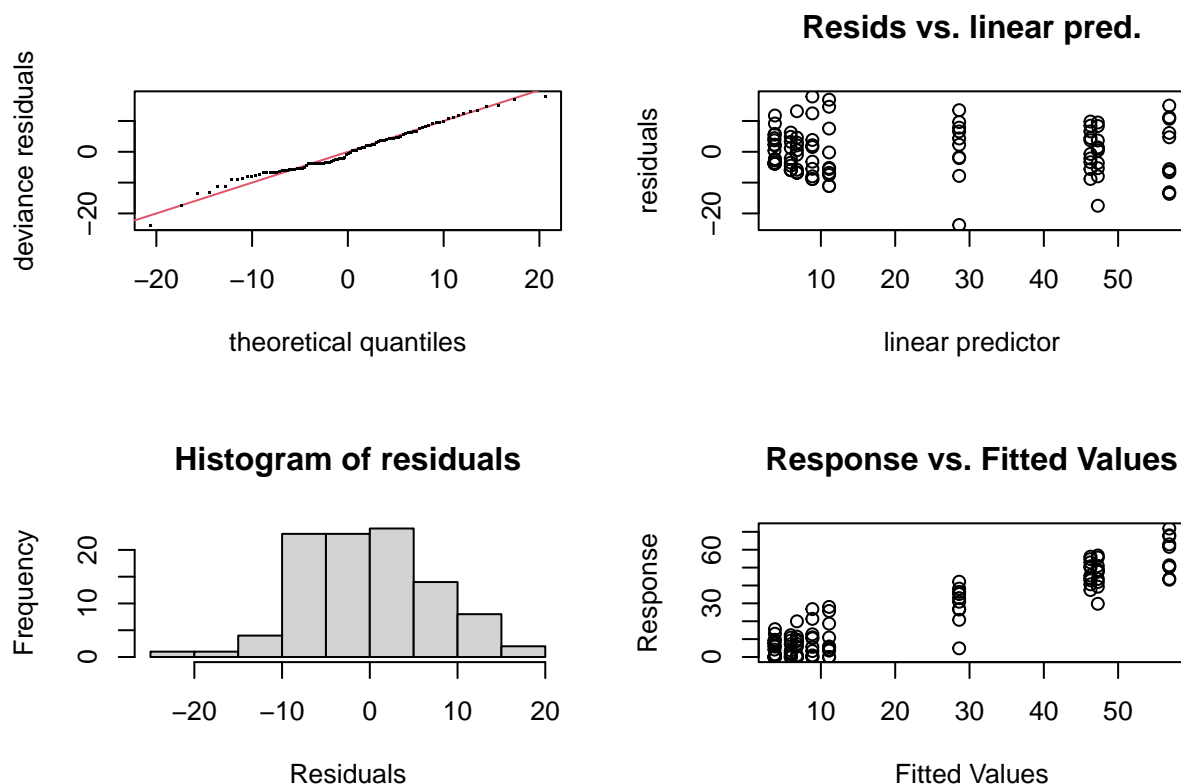 deviance residuals
−20
0
−20
−10
0
10
20
theoretical quantiles
Resids vs. linear pred.
residuals
−20
0
10
20
30
40
50
linear predictor
Histogram of residuals
Frequency
0
10
20
−20
−10
0
10
20
Residuals
Response vs. Fitted Values
Response
0
30
60
10
20
30
40
50
Fitted Values